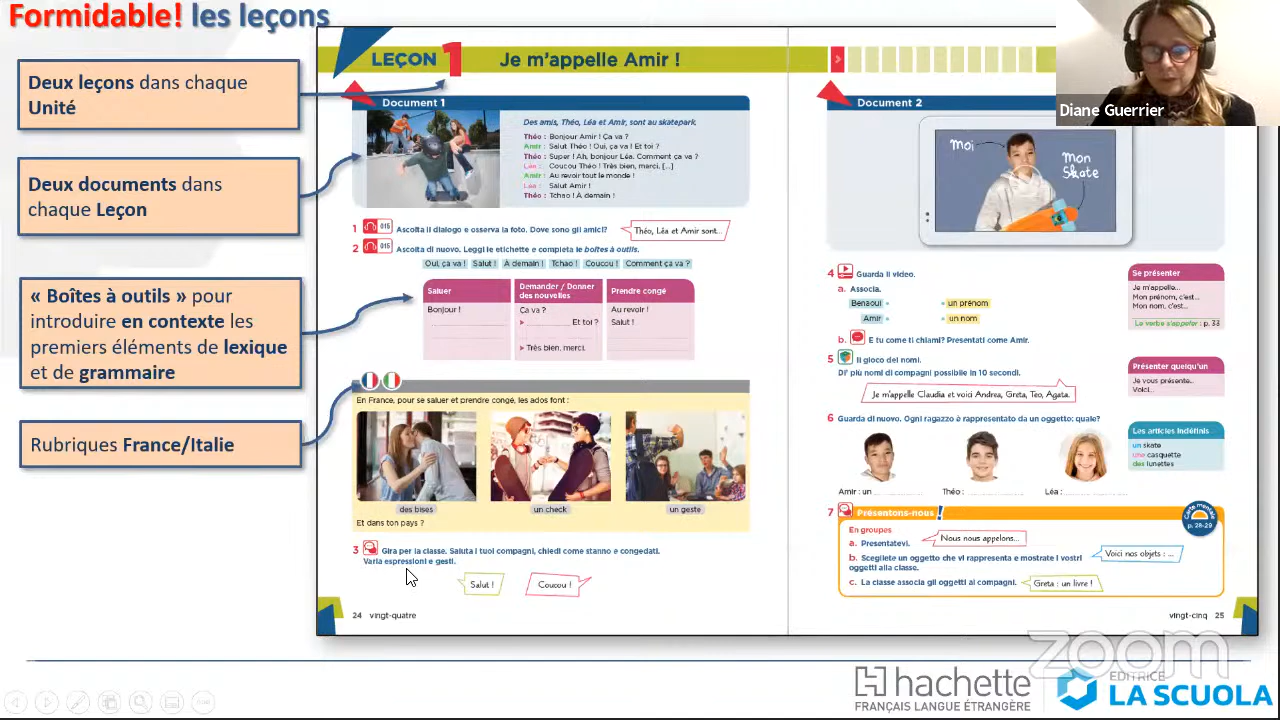 Formidable! les leçons
Deux leçons dans chaque
Unité
Deux documents dans
chaque Leçon
« Boîtes à outils » pour
introduire en contexte les
premiers éléments de lexique
et de grammaire
Rubriques France/Italie
LEÇON 1 Je m'appelle Amir !
Document 1
Des amis, Théo, Léa et Amir, sont au skatepark.
Théo : Bonjour Amir ! Ça va ?
Amir : Salut Théo ! Oui, ça va ! Et toi ?
Théo : Super ! Ah, bonjour Léa. Comment ça va ?
Léa : Coucou Théo ! Très bien, merci. [...]
Amir : Au revoir tout le monde !
Léa : Salut Amir !
Théo : Tchao ! À demain !
1 015 Ascolta il dialogo e osserva la foto. Dove sono gli amici?
Théo, Léa et Amir sont...
2 015 Ascolta di nuovo. Leggi le etichette e completa le boîtes à outils.
Oui, ça va ! Salut ! À demain ! Tchao ! Coucou ! Comment ça va ?
Saluer
Bonjour !
Demander / Donner
des nouvelles
Ça va ?
Et toi ?
Très bien, merci.
Prendre congé
Au revoir !
Salut !
En France, pour se saluer et prendre congé, les ados font :
des bises
un check
un geste
Et dans ton pays ?
3 Gira per la classe. Saluta i tuoi compagni, chiedi come stanno e congedati.
Varia espressioni e gesti.
Salut !
Coucou !
24 vingt-quatre
Document 2
moi
mon
skate
4 Guarda il video.
a. Associa.
Benaoui un prénom
Amir un nom
b. E tu come ti chiami? Presentati come Amir.
Se présenter
Je m'appelle...
Mon prénom, c'est...
Mon nom, c'est...
Le verbe s'appeler : p. 33
5 Il gioco dei nomi.
Di' più nomi di compagni possibile in 10 secondi.
Je m'appelle Claudia et voici Andrea, Greta, Teo, Agata.
Présenter quelqu'un
Je vous présente...
Voici...
6 Guarda di nuovo. Ogni ragazzo è rappresentato da un oggetto: quale?
Amir : un
Théo :
Léa :
Les articles indéfinis
un skate
une casquette
des lunettes
7 Présentons-nous !
Carte mentale
p. 28-29
En groupes
a. Presentatevi.
Nous nous appelons...
b. Scegliete un oggetto che vi rappresenta e mostrate i vostri
oggetti alla classe.
Voici nos objets : ...
c. La classe associa gli oggetti ai compagni.
Greta : un livre !
vingt-cinq 25
Diane Guerrier
zoom
hachette
FRANÇAIS LANGUE ÉTRANGÈRE
EDITRICE
LA SCUOLA